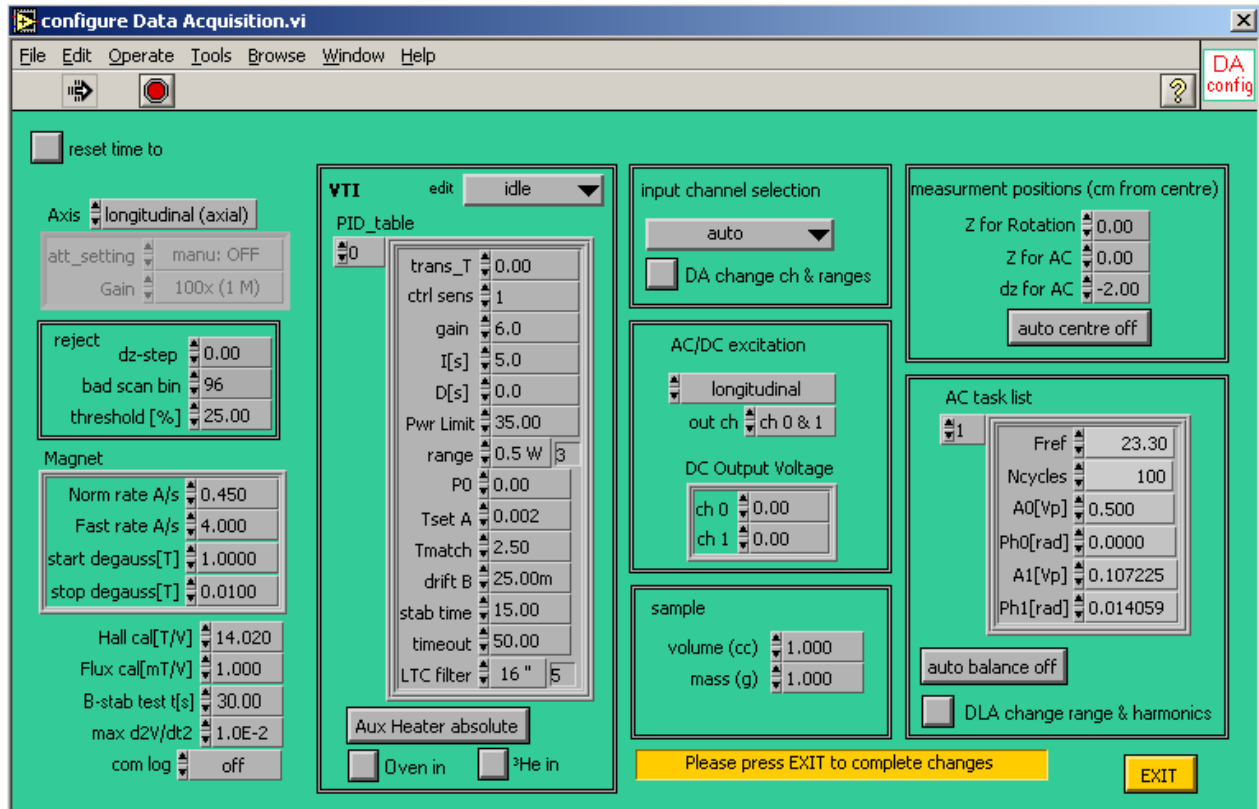 configure Data Acquisition.vi
File Edit Operate Tools Browse Window Help
DA
config
reset time to
Axis longitudinal (axial)
att_setting manu: OFF
Gain 100x (1 M)
reject
dz-step 0.00
bad scan bin 96
threshold [%] 25.00
Magnet
Norm rate A/s 0.450
Fast rate A/s 4.000
start degauss[T] 1.0000
stop degauss[T] 0.0100
Hall cal[T/V] 14.020
Flux cal[mT/V] 1.000
B-stab test t[s] 30.00
max d2V/dt2 1.0E-2
com log off
VTI edit idle
PID_table
0
trans_T 0.00
ctrl sens 1
gain 6.0
I[s] 5.0
D[s] 0.0
Pwr Limit 35.00
range 0.5 W 3
P0 0.00
Tset A 0.002
Tmatch 2.50
drift B 25.00m
stab time 15.00
timeout 50.00
LTC filter 16 " 5
Aux Heater absolute
Oven in ³He in
input channel selection
auto
DA change ch & ranges
AC/DC excitation
longitudinal
out ch ch 0 & 1
DC Output Voltage
ch 0 0.00
ch 1 0.00
sample
volume (cc) 1.000
mass (g) 1.000
Please press EXIT to complete changes
measurment positions (cm from centre)
Z for Rotation 0.00
Z for AC 0.00
dz for AC -2.00
auto centre off
AC task list
1
Fref 23.30
Ncycles 100
A0[Vp] 0.500
Ph0[rad] 0.0000
A1[Vp] 0.107225
Ph1[rad] 0.014059
auto balance off
DLA change range & harmonics
EXIT